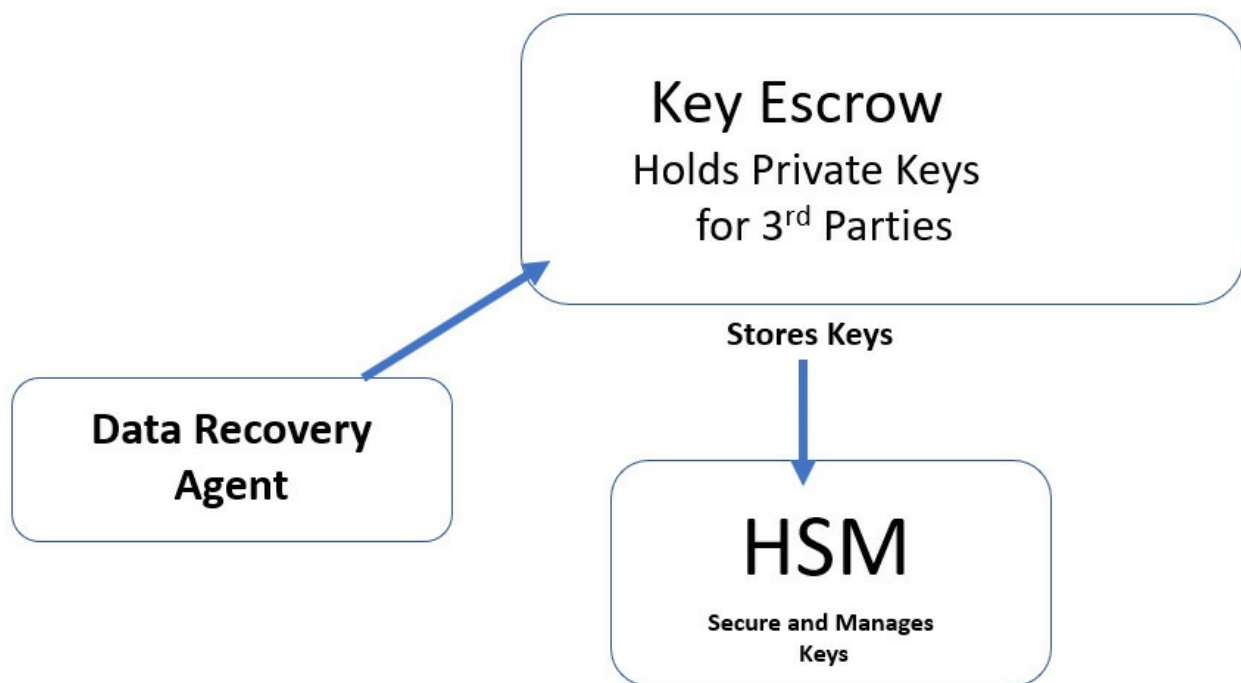 Key Escrow
Holds Private Keys
for 3rd Parties
Stores Keys
Data Recovery
Agent
HSM
Secure and Manages
Keys